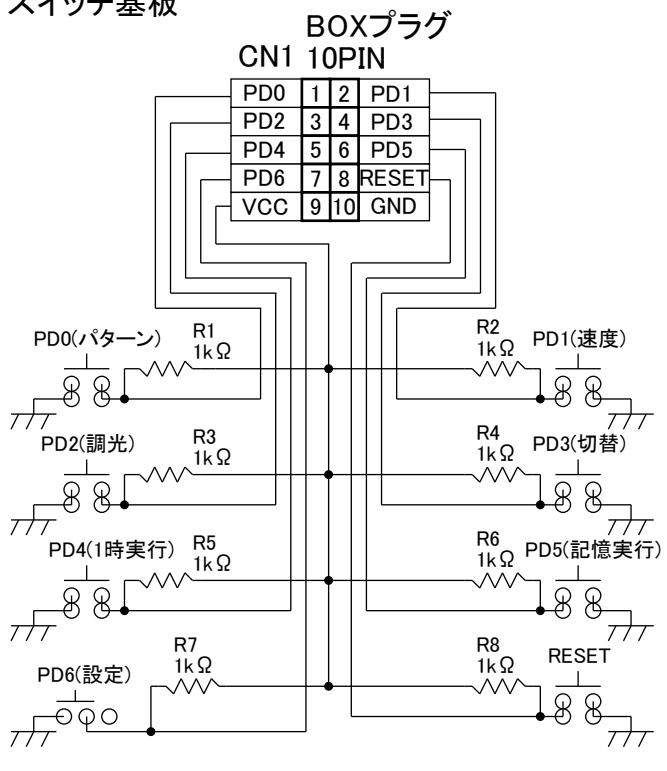 スイッチ基板
BOXプラグ
CN1 10PIN
PD0 1 2 PD1
PD2 3 4 PD3
PD4 5 6 PD5
PD6 7 8 RESET
VCC 9 10 GND
PD0(パターン) R1 1kΩ
R2 1kΩ PD1(速度)
PD2(調光) R3 1kΩ
R4 1kΩ PD3(切替)
PD4(1時実行) R5 1kΩ
R6 1kΩ PD5(記憶実行)
PD6(設定) R7 1kΩ
R8 1kΩ RESET